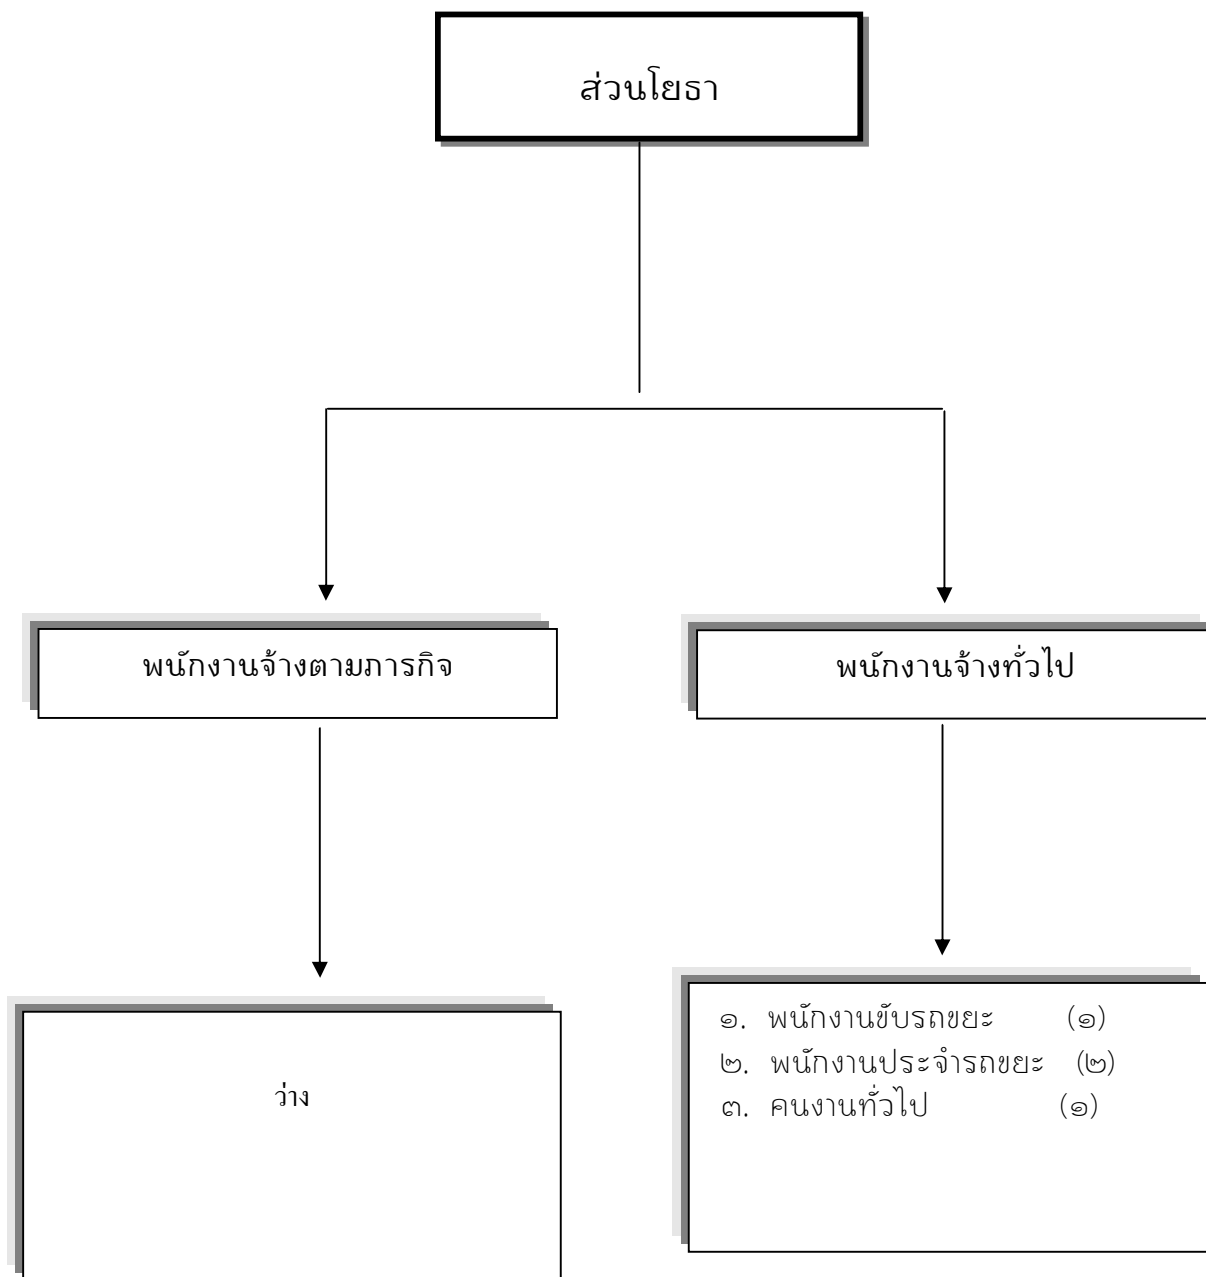 ส่วนโยธา
พนักงานจ้างตามภารกิจ
พนักงานจ้างทั่วไป
ว่าง
๑. พนักงานขับรถขยะ (๑)
๒. พนักงานประจำรถขยะ (๒)
๓. คนงานทั่วไป (๑)